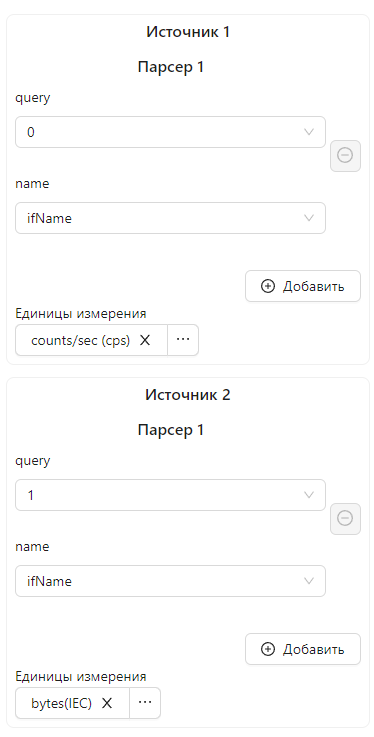 Источник 1
Парсер 1
query
0
name
ifName
Добавить
Единицы измерения
counts/sec (cps) X ...
Источник 2
Парсер 1
query
1
name
ifName
Добавить
Единицы измерения
bytes(IEC) X ...